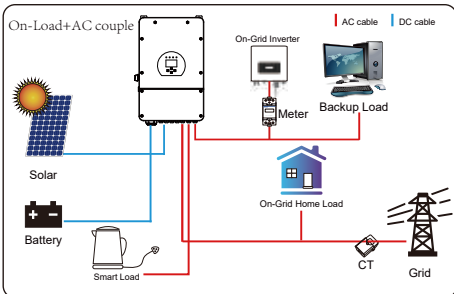 On-Load+AC couple
AC cable
DC cable
On-Grid Inverter
Meter
Backup Load
Solar
On-Grid Home Load
Battery
Smart Load
CT
Grid